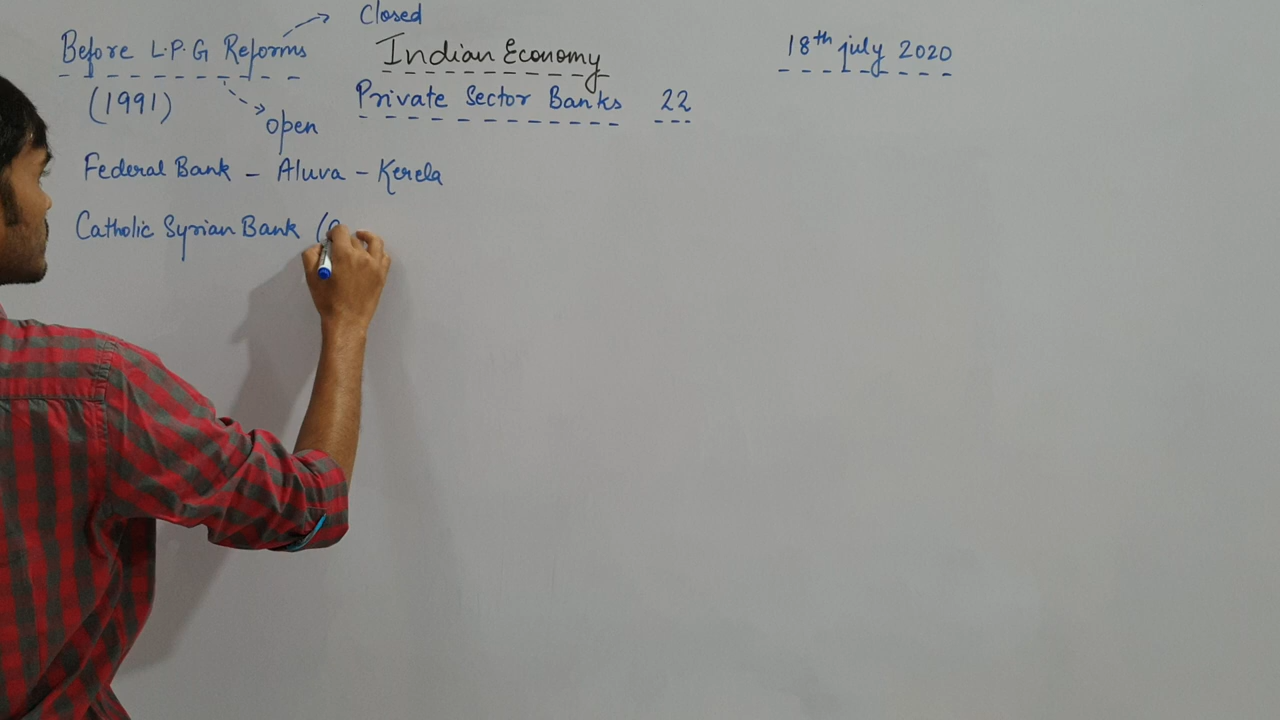 Closed
Before L.P.G Reforms
Indian Economy
18th july 2020
(1991)
open
Private Sector Banks 22
Federal Bank - Aluva - Kerela
Catholic Syrian Bank (